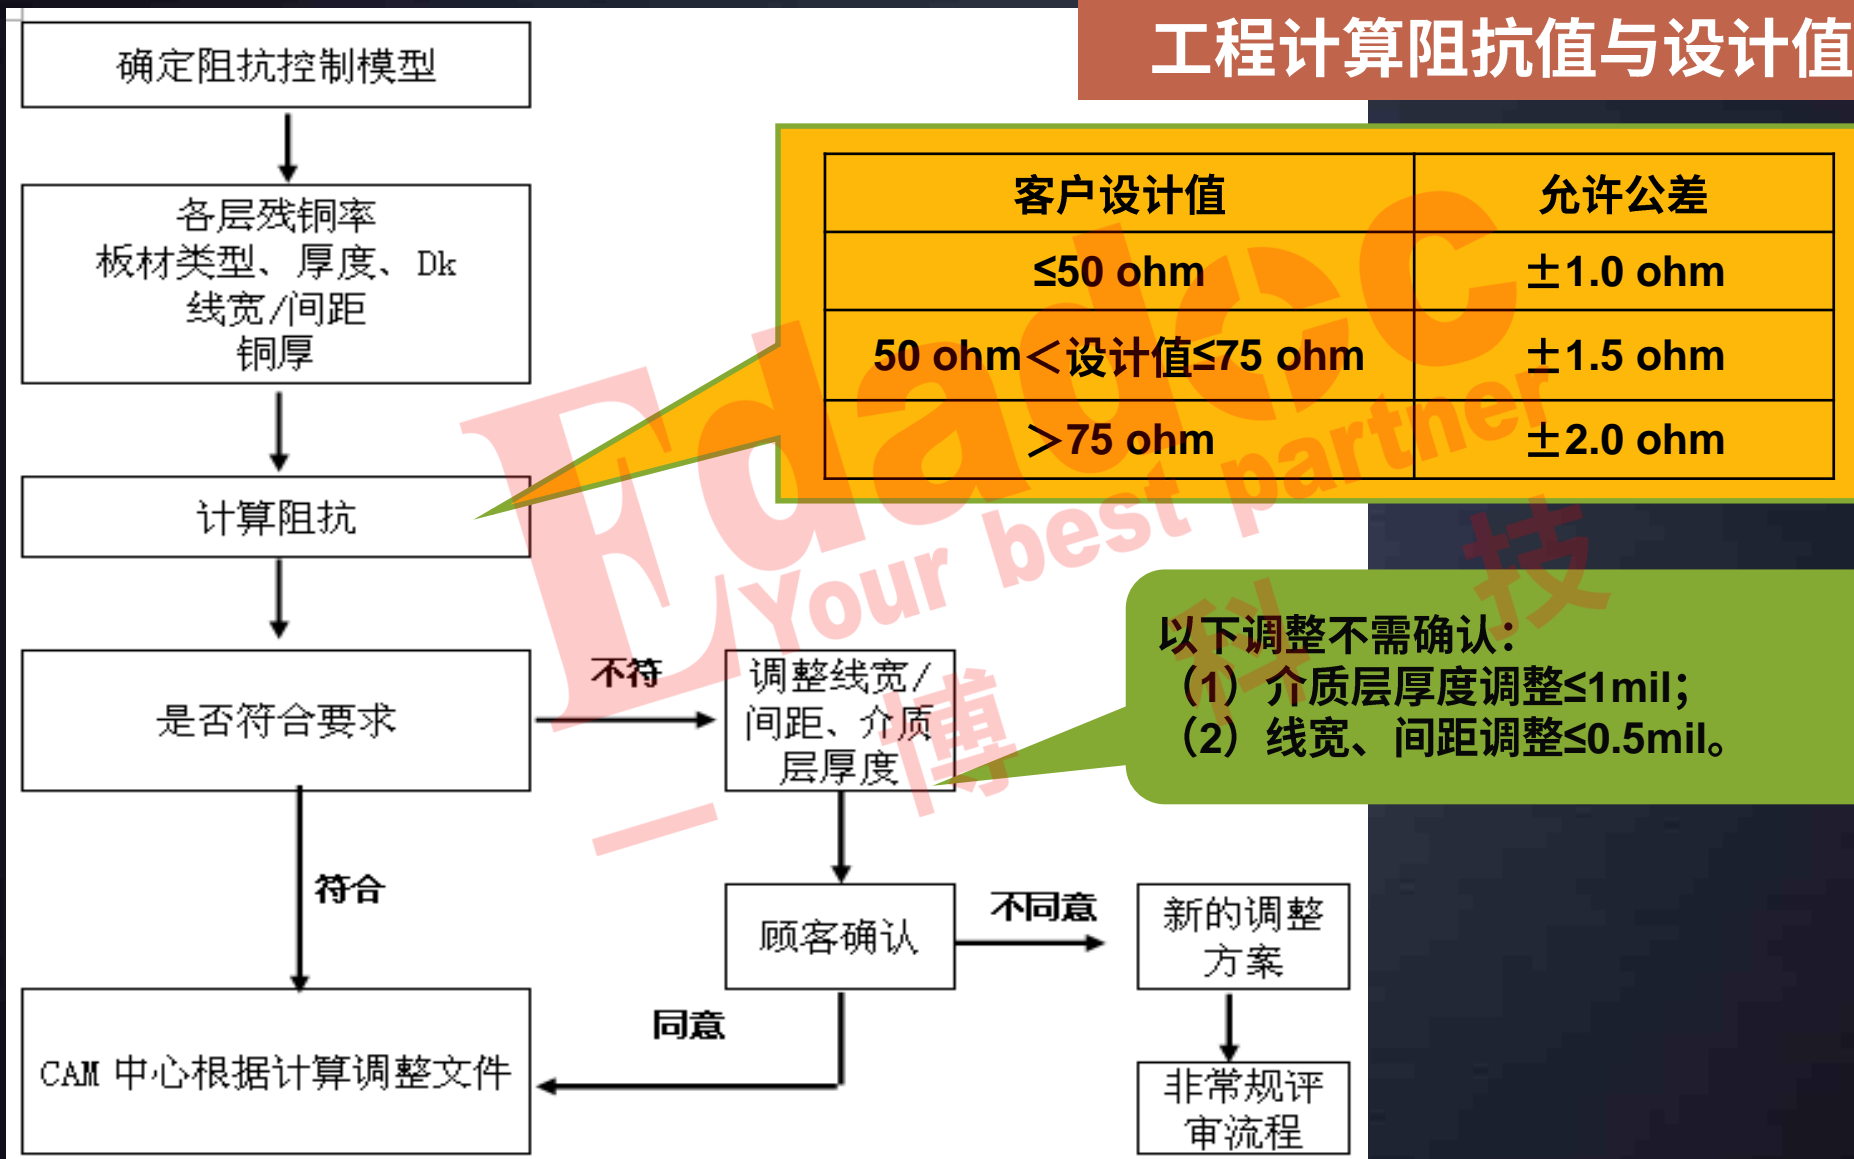 工程计算阻抗值与设计值
确定阻抗控制模型
各层残铜率
板材类型、厚度、Dk
线宽/间距
铜厚
计算阻抗
是否符合要求
不符
调整线宽/
间距、介质
层厚度
符合
顾客确认
不同意
新的调整
方案
同意
CAM 中心根据计算调整文件
非常规评
审流程
客户设计值 允许公差
≤50 ohm ±1.0 ohm
50 ohm＜设计值≤75 ohm ±1.5 ohm
＞75 ohm ±2.0 ohm
以下调整不需确认：
（1）介质层厚度调整≤1mil；
（2）线宽、间距调整≤0.5mil。
Edadoc
Your best partner
一博科技